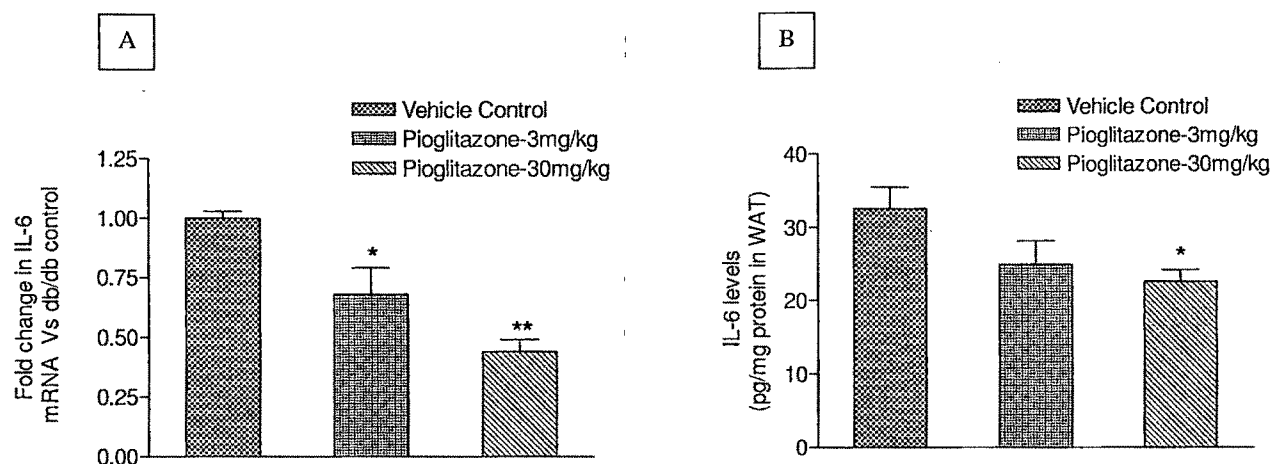 A
Vehicle Control
Pioglitazone-3mg/kg
Pioglitazone-30mg/kg
1.25
1.00
0.75
0.50
0.25
0.00
Fold change in IL-6
mRNA Vs db/db control
*
**
B
Vehicle Control
Pioglitazone-3mg/kg
Pioglitazone-30mg/kg
40
30
20
10
0
IL-6 levels
(pg/mg protein in WAT)
*